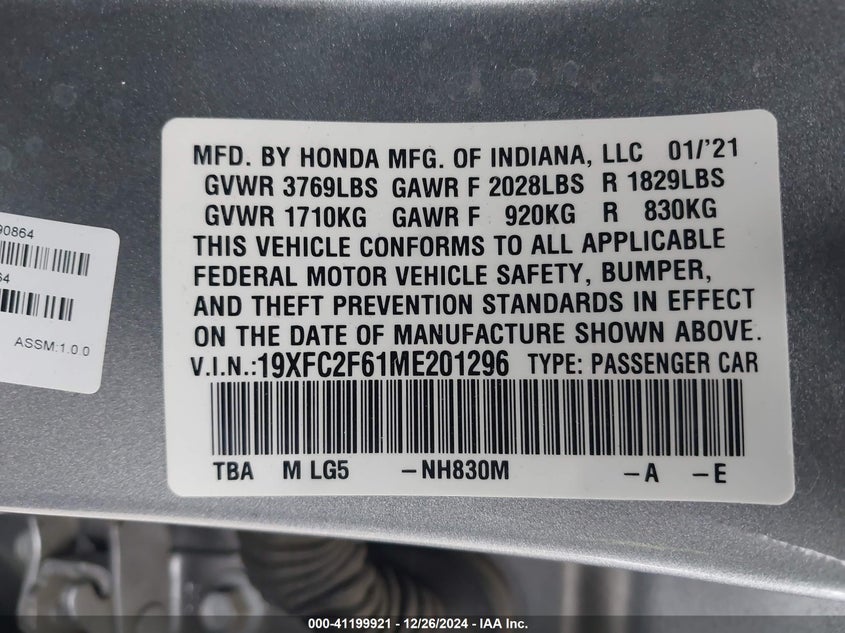 MFD. BY HONDA MFG. OF INDIANA, LLC 01/'21
GVWR 3769LBS GAWR F 2028LBS R 1829LBS
GVWR 1710KG GAWR F 920KG R 830KG
THIS VEHICLE CONFORMS TO ALL APPLICABLE
FEDERAL MOTOR VEHICLE SAFETY, BUMPER,
AND THEFT PREVENTION STANDARDS IN EFFECT
ON THE DATE OF MANUFACTURE SHOWN ABOVE.
V.I.N.:19XFC2F61ME201296 TYPE: PASSENGER CAR
TBA M LG5 -NH830M -A -E
90864
64
ASSM:1.0.0
000-41199921 - 12/26/2024 - IAA Inc.